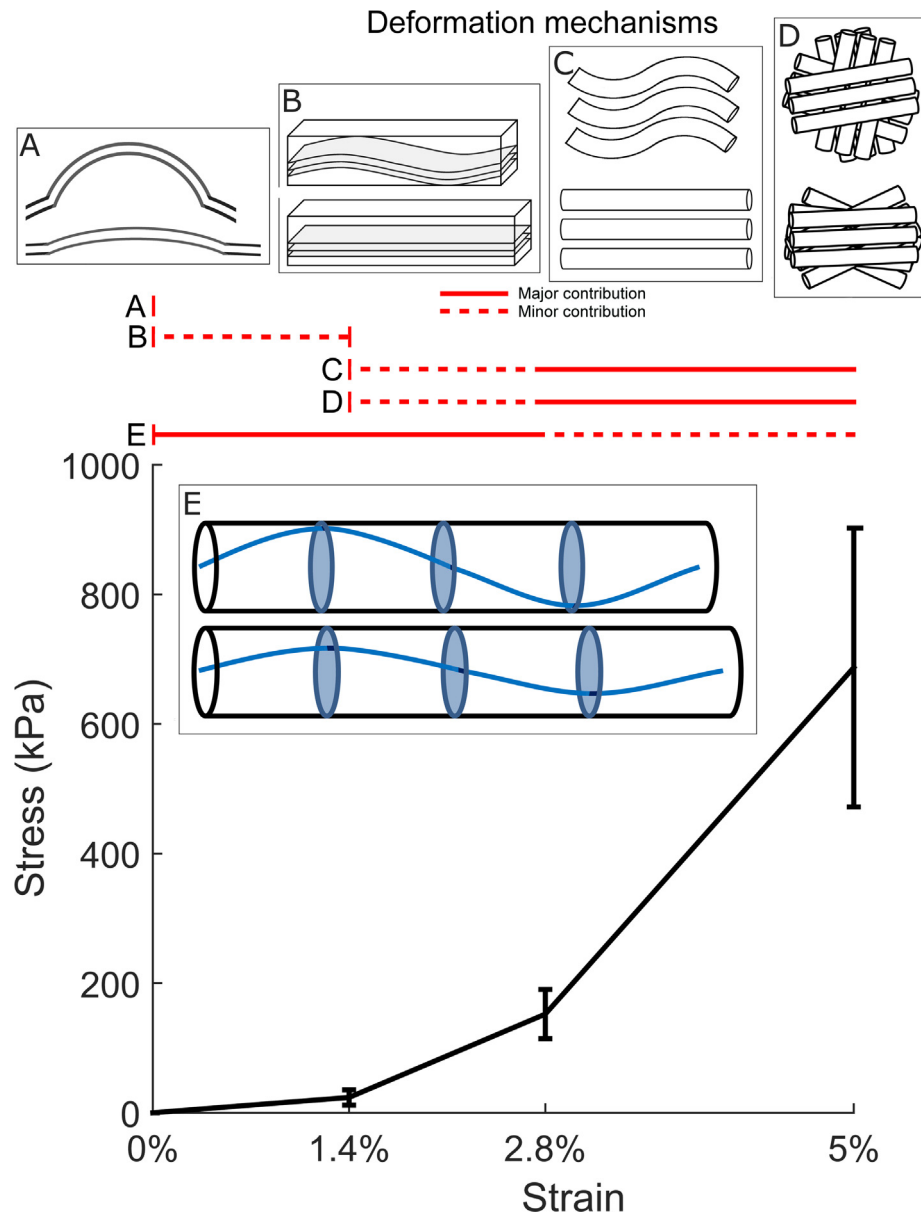 Deformation mechanisms
A
B
C
D
Major contribution
Minor contribution
A
B
C
D
E
E
1000
800
600
400
200
0
Stress (kPa)
0%
1.4%
2.8%
5%
Strain